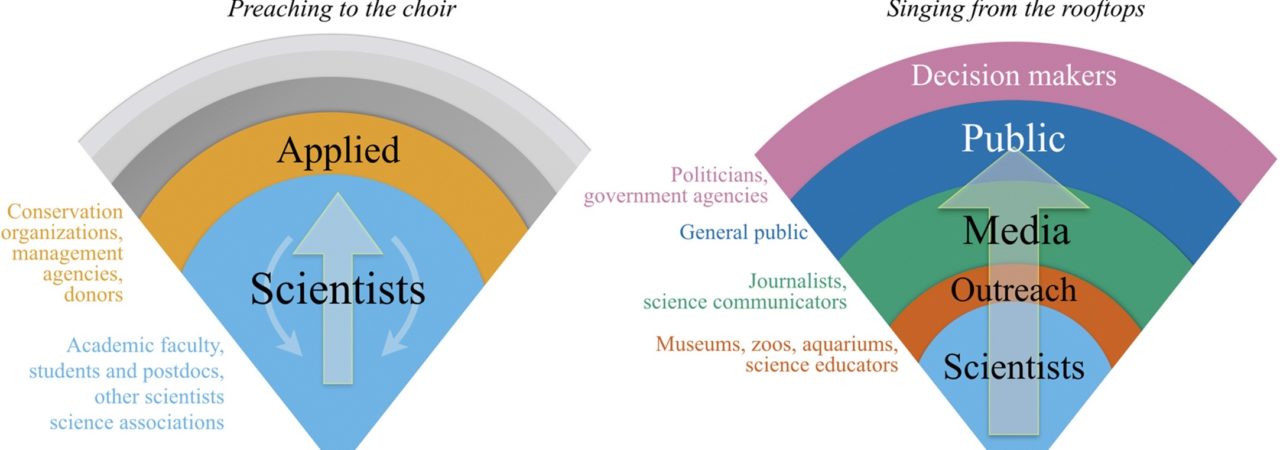 Preaching to the choir
Applied
Scientists
Conservation
organizations,
management
agencies,
donors
Academic faculty,
students and postdocs,
other scientists
science associations
Singing from the rooftops
Decision makers
Public
Media
Outreach
Scientists
Politicians,
government agencies
General public
Journalists,
science communicators
Museums, zoos, aquariums,
science educators